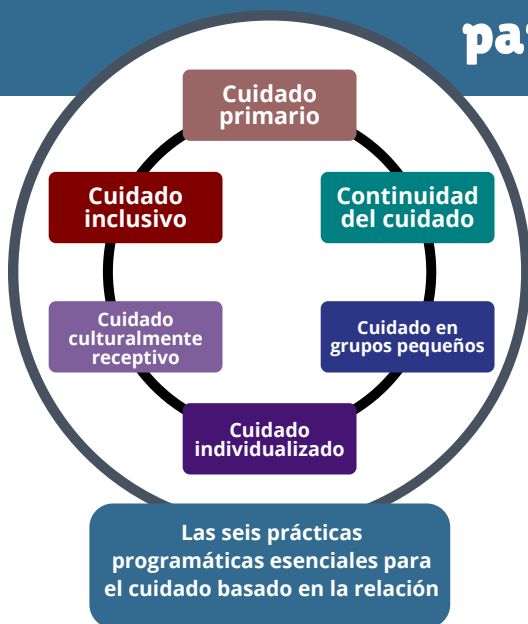 Cuidado
primario
Cuidado
inclusivo
Continuidad
del cuidado
Cuidado
culturalmente
receptivo
Cuidado en
grupos pequeños
Cuidado
individualizado
Las seis prácticas
programáticas esenciales para
el cuidado basado en la relación